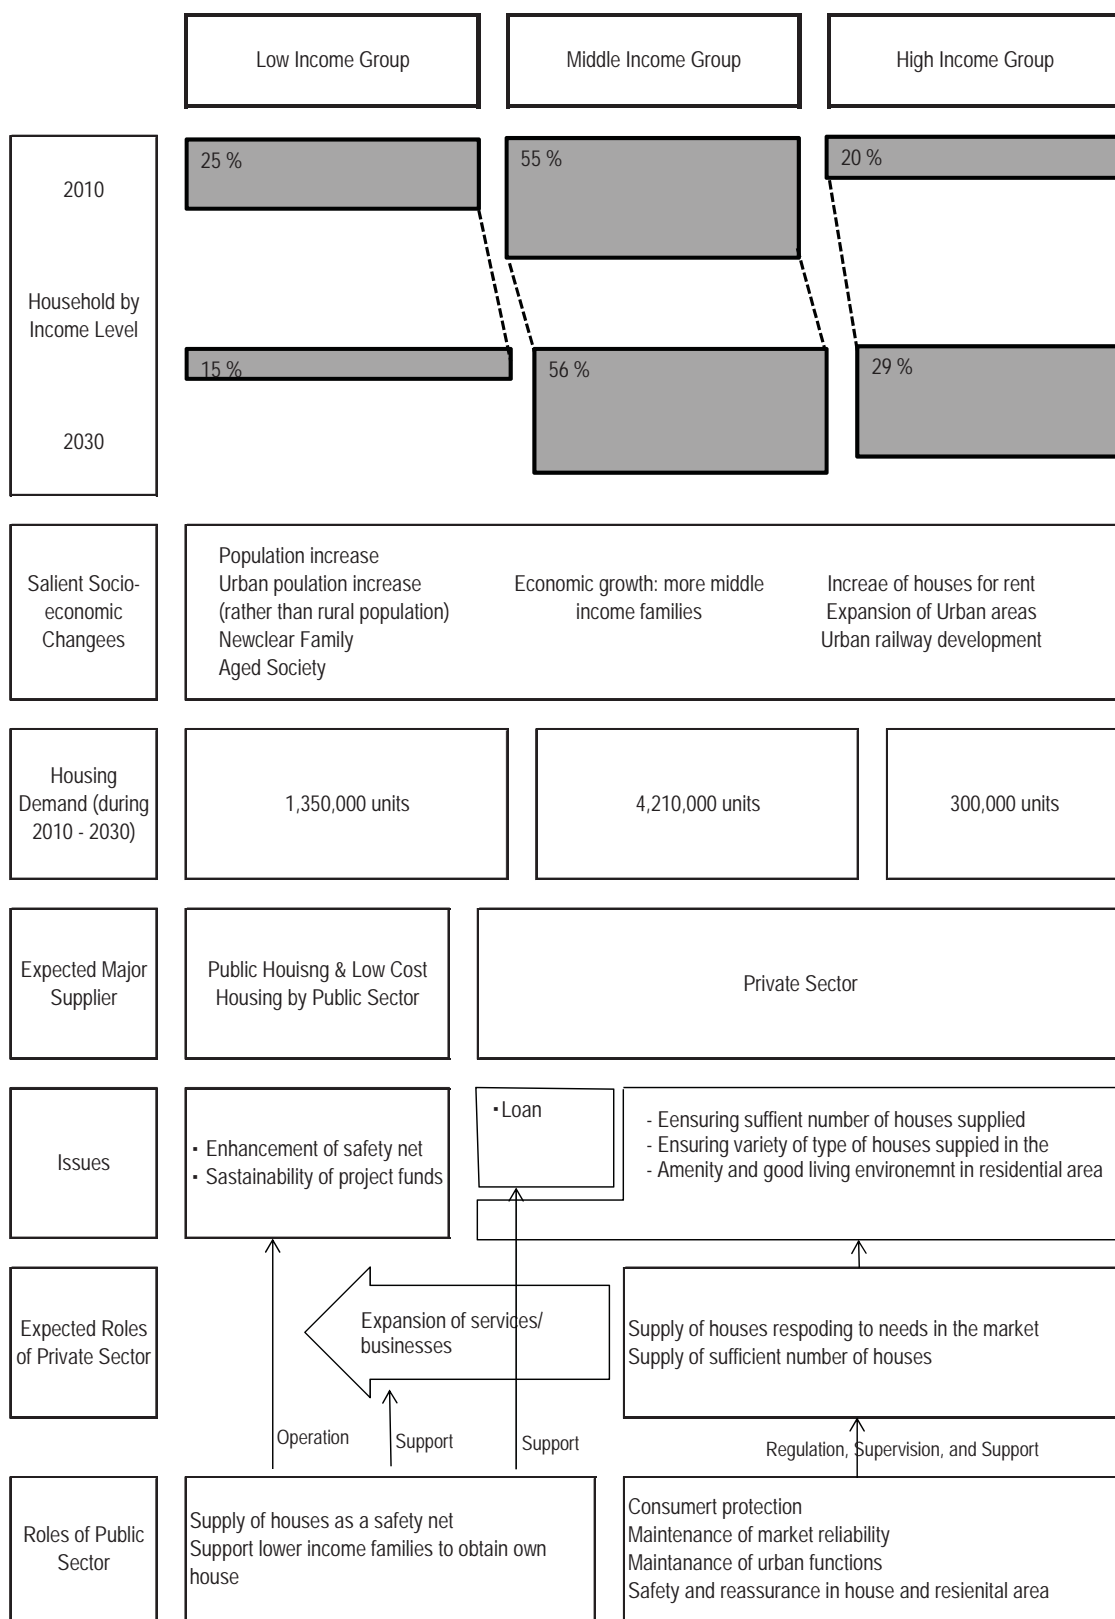 Low Income Group
Middle Income Group
High Income Group
2010
Household by
Income Level
2030
25 %
55 %
20 %
15 %
56 %
29 %
Salient Socio-
economic
Changees
Population increase
Urban poulation increase
(rather than rural population)
Newclear Family
Aged Society
Economic growth: more middle
income families
Increae of houses for rent
Expansion of Urban areas
Urban railway development
Housing
Demand (during
2010 - 2030)
1,350,000 units
4,210,000 units
300,000 units
Expected Major
Supplier
Public Houisng & Low Cost
Housing by Public Sector
Private Sector
Issues
・Enhancement of safety net
・Sastainability of project funds
・Loan
- Eensuring suffient number of houses supplied
- Ensuring variety of type of houses suppied in the
- Amenity and good living environemnt in residential area
Expected Roles
of Private Sector
Expansion of services/
businesses
Supply of houses respoding to needs in the market
Supply of surficient number of houses
Operation
Support
Support
Regulation, Supervision, and Support
Roles of Public
Sector
Supply of houses as a safety net
Support lower income families to obtain own
house
Consumert protection
Maintenance of market reliability
Maintanance of urban functions
Safety and reassurance in house and resienital area